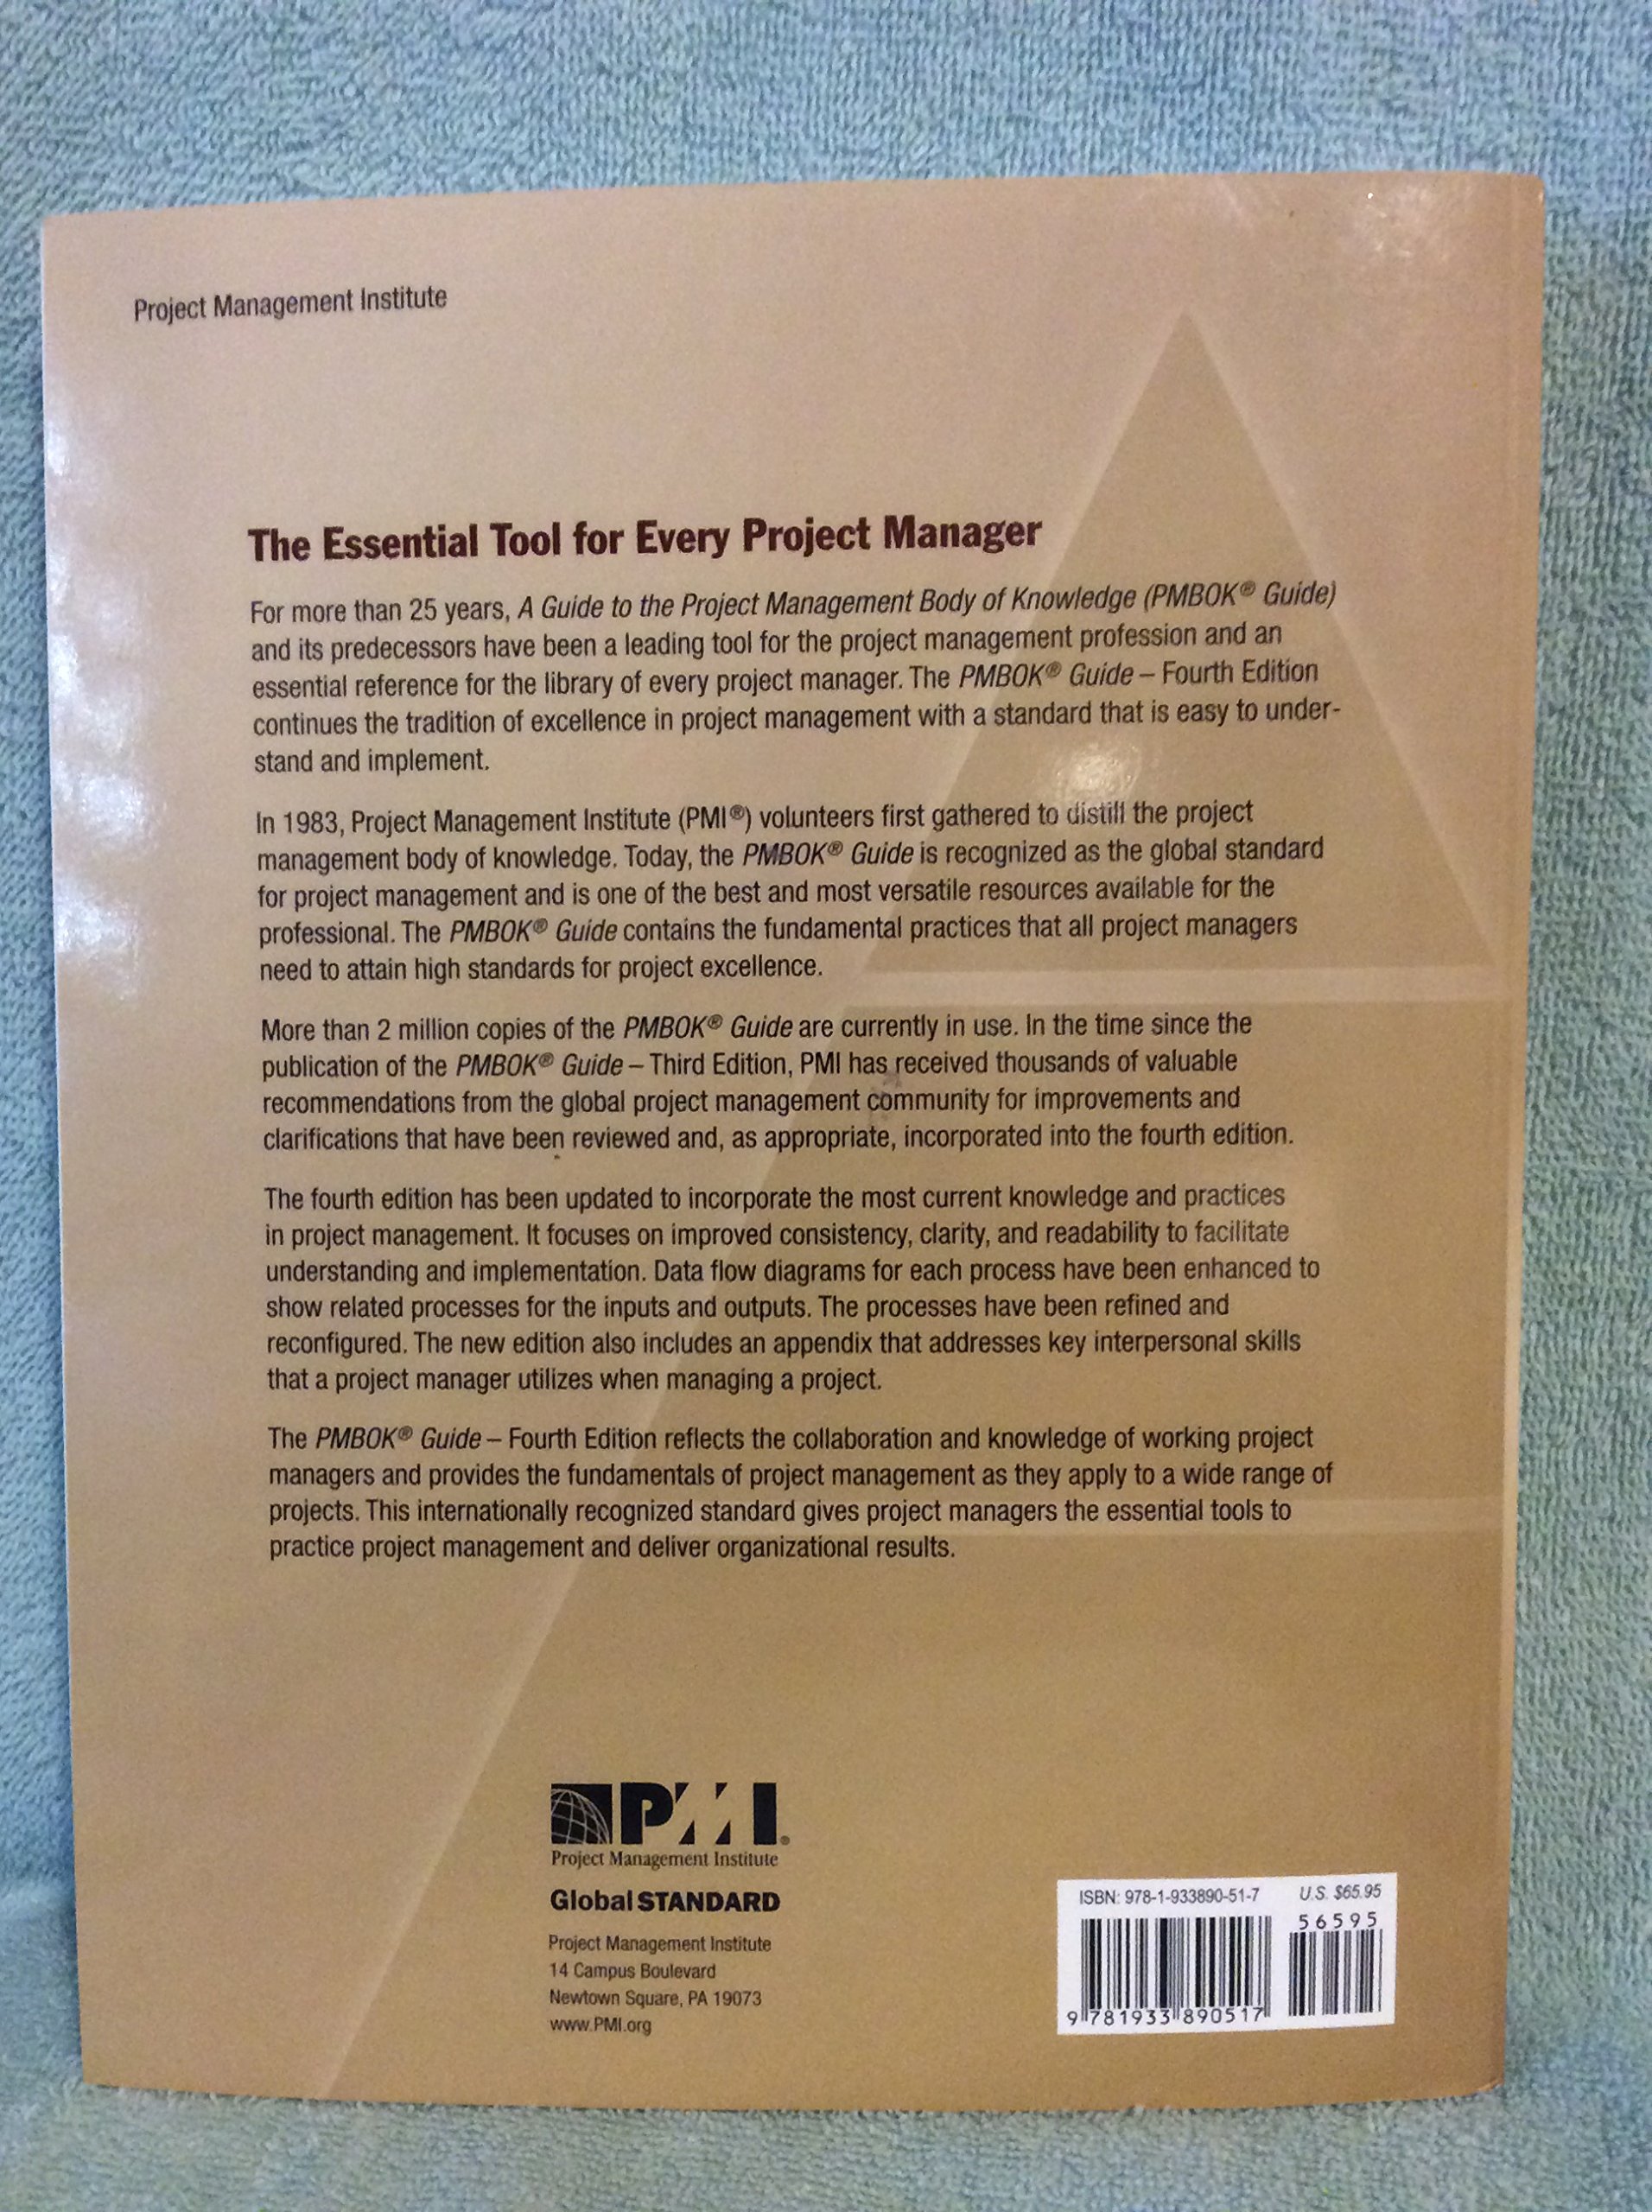 Project Management Institute
The Essential Tool for Every Project Manager
For more than 25 years, A Guide to the Project Management Body of Knowledge (PMBOK® Guide)
and its predecessors have been a leading tool for the project management profession and an
essential reference for the library of every project manager. The PMBOK® Guide – Fourth Edition
continues the tradition of excellence in project management with a standard that is easy to under-
stand and implement.
In 1983, Project Management Institute (PMI®) volunteers first gathered to distill the project
management body of knowledge. Today, the PMBOK® Guide is recognized as the global standard
for project management and is one of the best and most versatile resources available for the
professional. The PMBOK® Guide contains the fundamental practices that all project managers
need to attain high standards for project excellence.
More than 2 million copies of the PMBOK® Guide are currently in use. In the time since the
publication of the PMBOK® Guide – Third Edition, PMI has received thousands of valuable
recommendations from the global project management community for improvements and
clarifications that have been reviewed and, as appropriate, incorporated into the fourth edition.
The fourth edition has been updated to incorporate the most current knowledge and practices
in project management. It focuses on improved consistency, clarity, and readability to facilitate
understanding and implementation. Data flow diagrams for each process have been enhanced to
show related processes for the inputs and outputs. The processes have been refined and
reconfigured. The new edition also includes an appendix that addresses key interpersonal skills
that a project manager utilizes when managing a project.
The PMBOK® Guide – Fourth Edition reflects the collaboration and knowledge of working project
managers and provides the fundamentals of project management as they apply to a wide range of
projects. This internationally recognized standard gives project managers the essential tools to
practice project management and deliver organizational results.
PMI®
Project Management Institute
Global STANDARD
Project Management Institute
14 Campus Boulevard
Newtown Square, PA 19073
www.PMI.org
ISBN: 978-1-933890-51-7 U.S. $65.95
56595
9 781933 890517